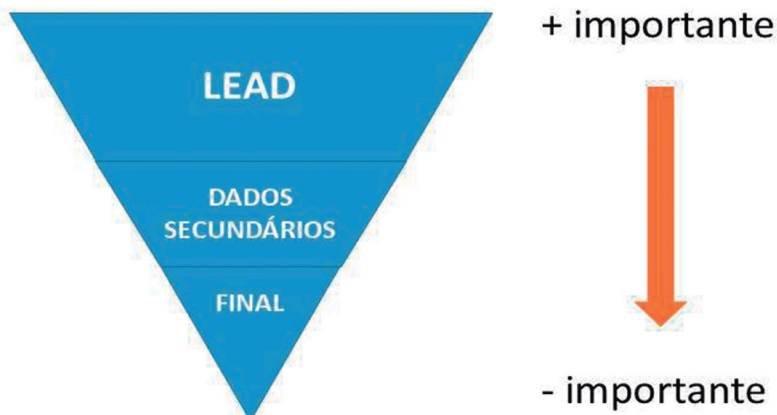 + importante
LEAD
DADOS
SECUNDÁRIOS
FINAL
- importante